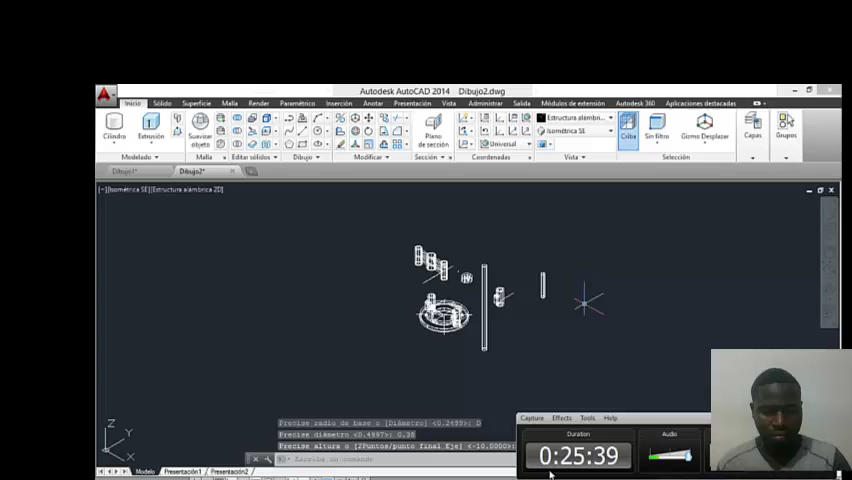 Autodesk AutoCAD 2014 Dibujo2.dwg
Inicio Sólido Superficie Malla Render Paramétrico Inserción Anotar Presentación Vista Administrar Salida Módulos de extensión Autodesk 360 Aplicaciones destacadas
Cilindro Extrusión Suavizar objeto Plano de sección Universal Estructura alámbri... Isométrica SE Criba Sin filtro Gizmo Desplazar Capas Grupos
Modelado Malla Editar sólidos Dibujo Modificar Sección Coordenadas Vista Selección
Dibujo1* Dibujo2*
[−][Isométrica SE][Estructura alámbrica 2D]
Z
Y
X
Precise radio de base o [Diámetro] <0.2499>: D
Precise diámetro <0.4997>: 0.38
Precise altura o [2Puntos/punto final Eje] <-10.0000>:
Escriba un comando
Modelo Presentación1 Presentación2
Capture Effects Tools Help
Duration Audio
0:25:39